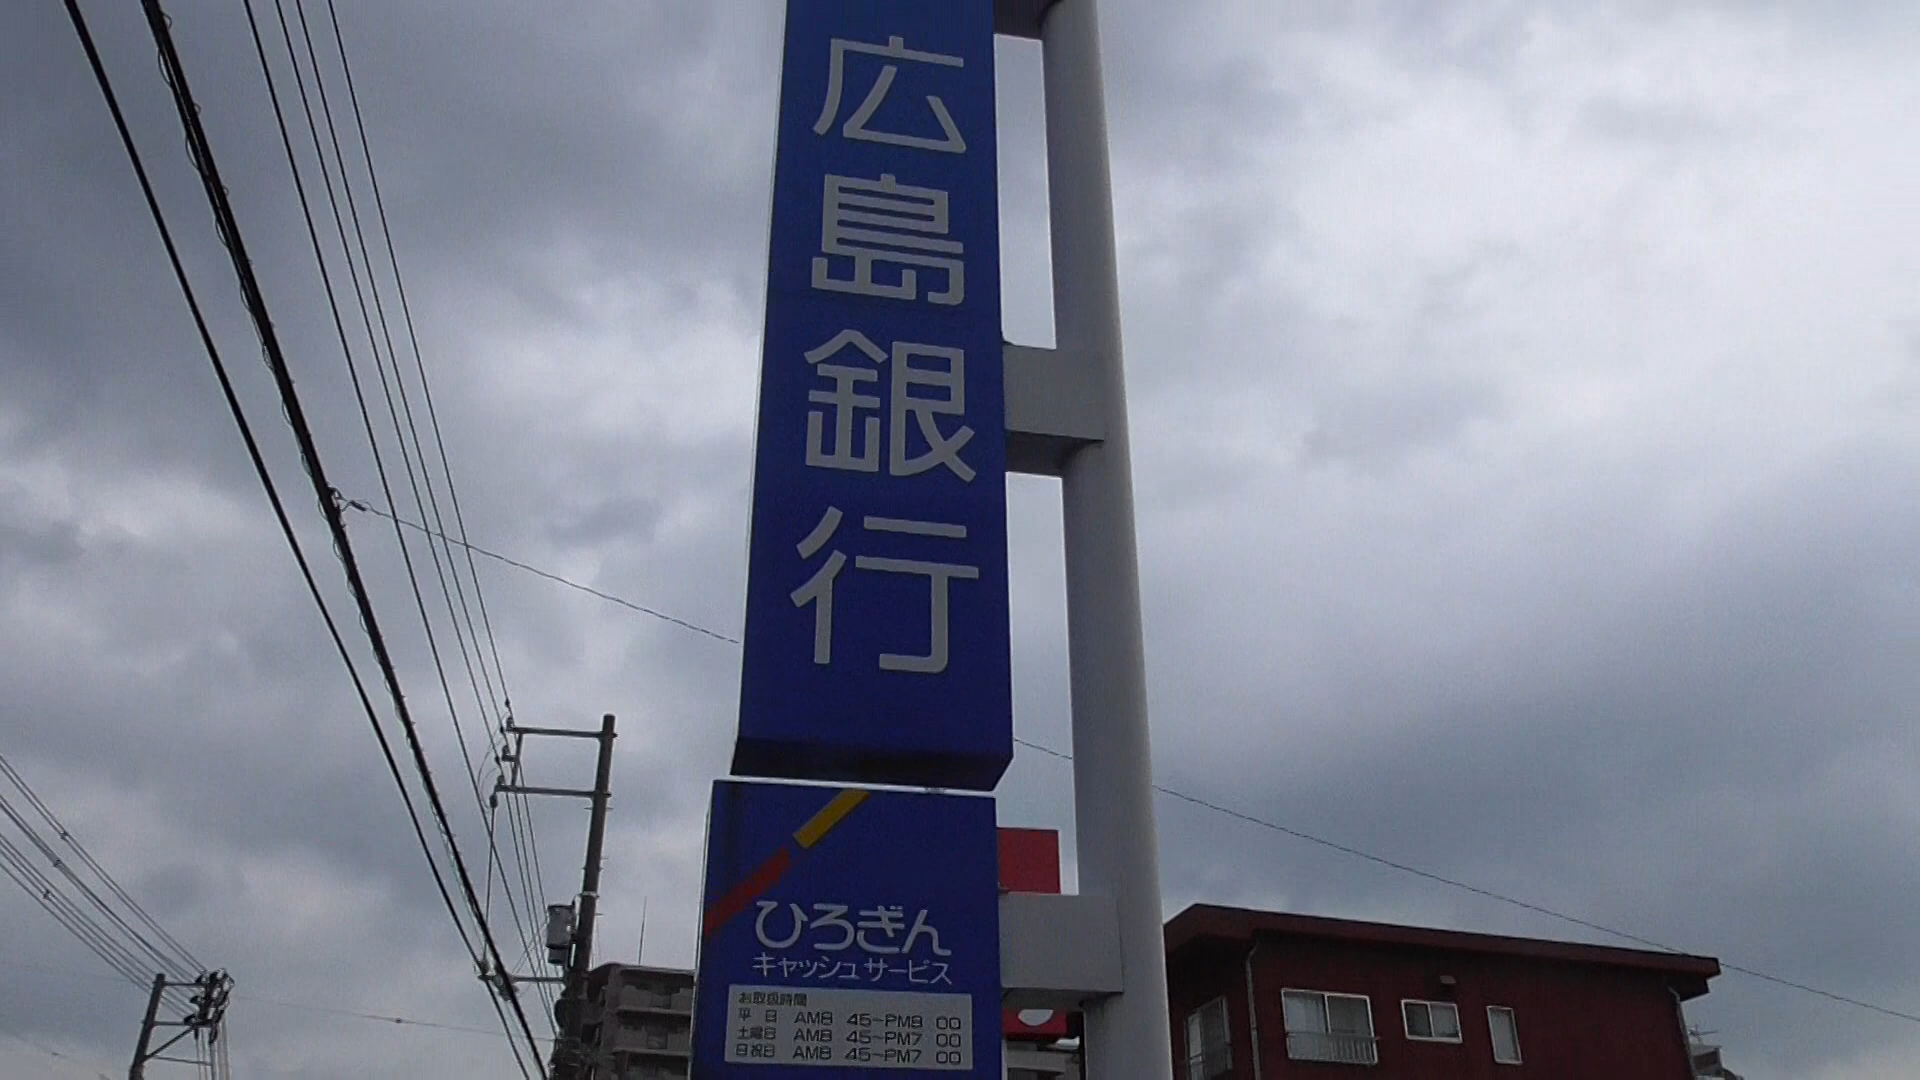 広島銀行
ひろぎん
キャッシュサービス
お取扱時間
平 日 AM8 45~PM9 00
土曜日 AM8 45~PM7 00
日祝日 AM8 45~PM7 00